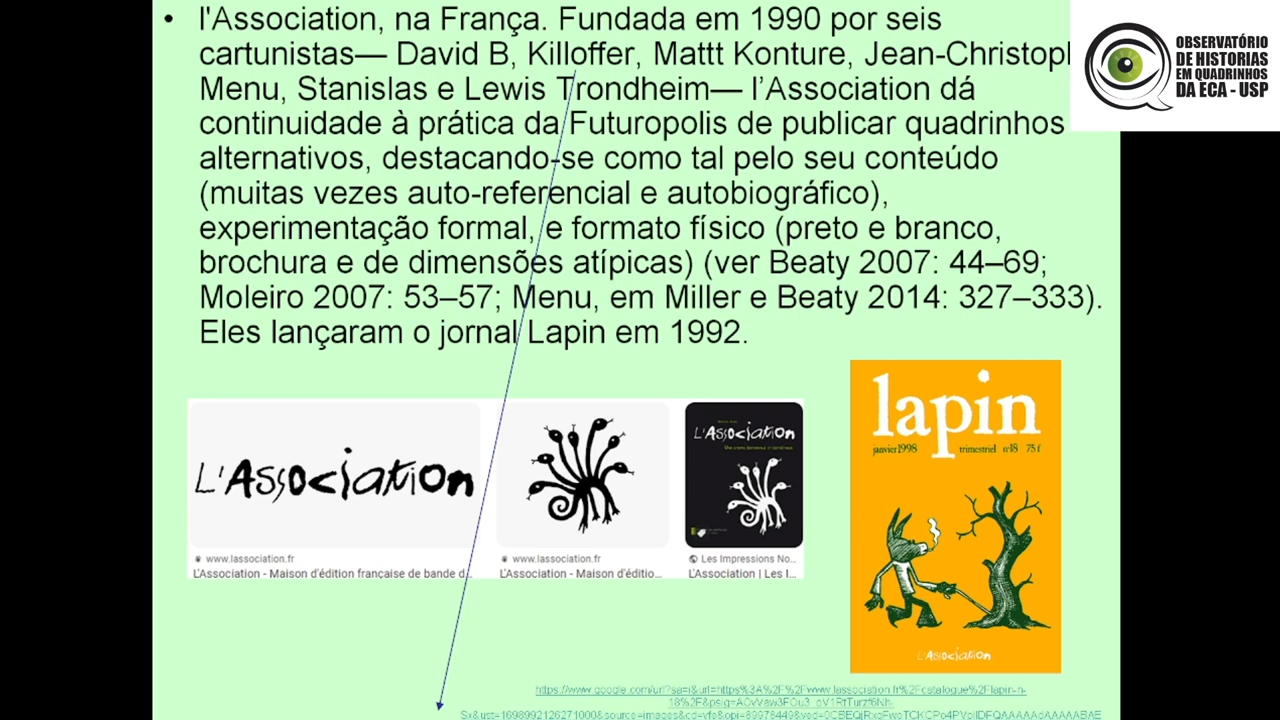 • l'Association, na França. Fundada em 1990 por seis
cartunistas— David B, Killoffer, Mattt Konture, Jean-Christoph
Menu, Stanislas e Lewis Trondheim— l’Association dá
continuidade à prática da Futuropolis de publicar quadrinhos
alternativos, destacando-se como tal pelo seu conteúdo
(muitas vezes auto-referencial e autobiográfico),
experimentação formal, e formato físico (preto e branco,
brochura e de dimensões atípicas) (ver Beaty 2007: 44–69;
Moleiro 2007: 53–57; Menu, em Miller e Beaty 2014: 327–333).
Eles lançaram o jornal Lapin em 1992.
OBSERVATÓRIO
DE HISTORIAS
EM QUADRINHOS
DA ECA - USP
L'Association
www.lassociation.fr
L'Association - Maison d'édition française de bande d...
www.lassociation.fr
L'Association - Maison d'éditio...
L'Association
Les Impressions No...
L'Association | Les I...
lapin
janvier 1998 trimestriel n°18 75 f
L'Association